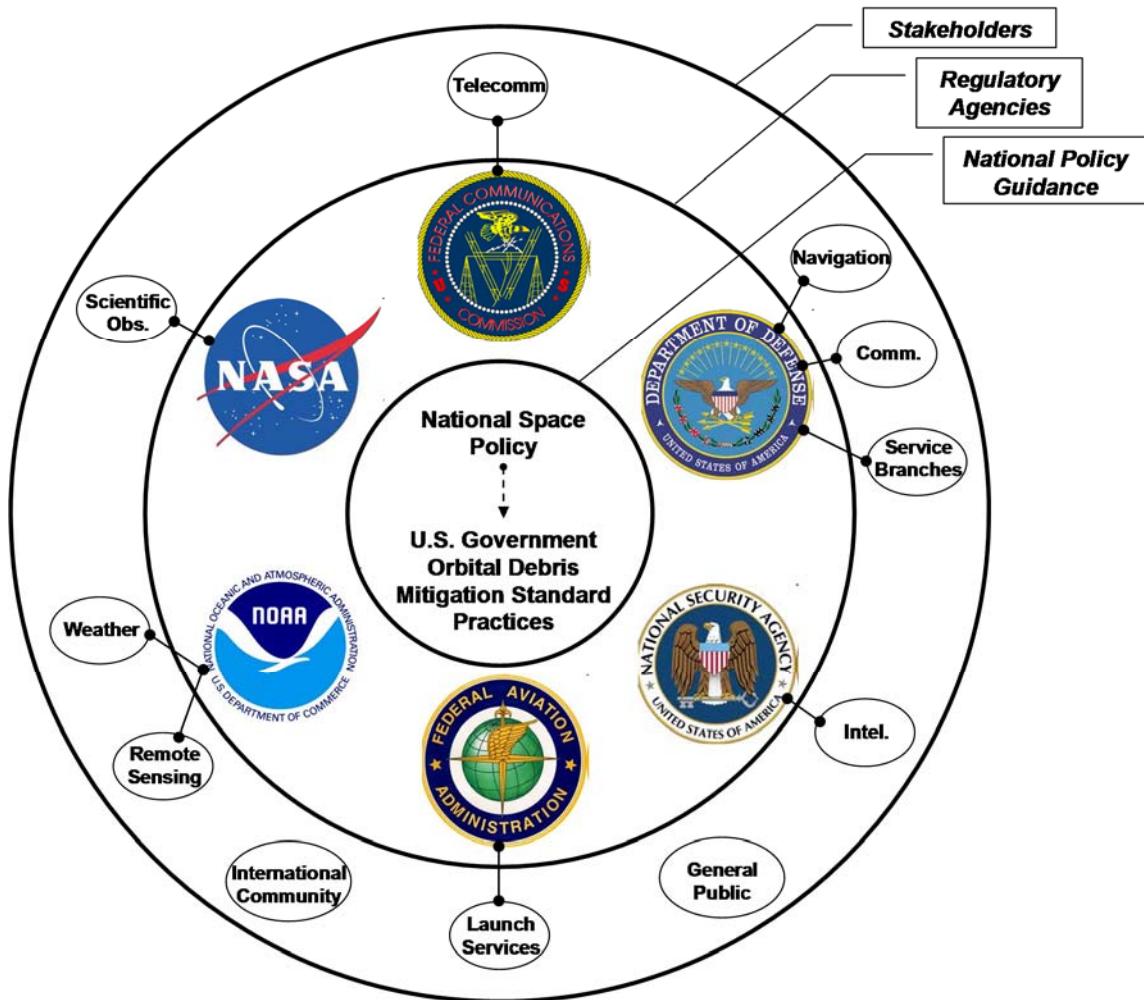 Stakeholders
Regulatory
Agencies
National Policy
Guidance
Telecomm
FEDERAL COMMUNICATIONS
COMMISSION
U S
Scientific
Obs.
NASA
Navigation
DEPARTMENT OF DEFENSE
UNITED STATES OF AMERICA
Comm.
Service
Branches
National Space
Policy
U.S. Government
Orbital Debris
Mitigation Standard
Practices
Weather
NATIONAL OCEANIC AND ATMOSPHERIC ADMINISTRATION
NOAA
U.S. DEPARTMENT OF COMMERCE
Remote
Sensing
NATIONAL SECURITY AGENCY
UNITED STATES OF AMERICA
Intel.
FEDERAL AVIATION
ADMINISTRATION
International
Community
Launch
Services
General
Public